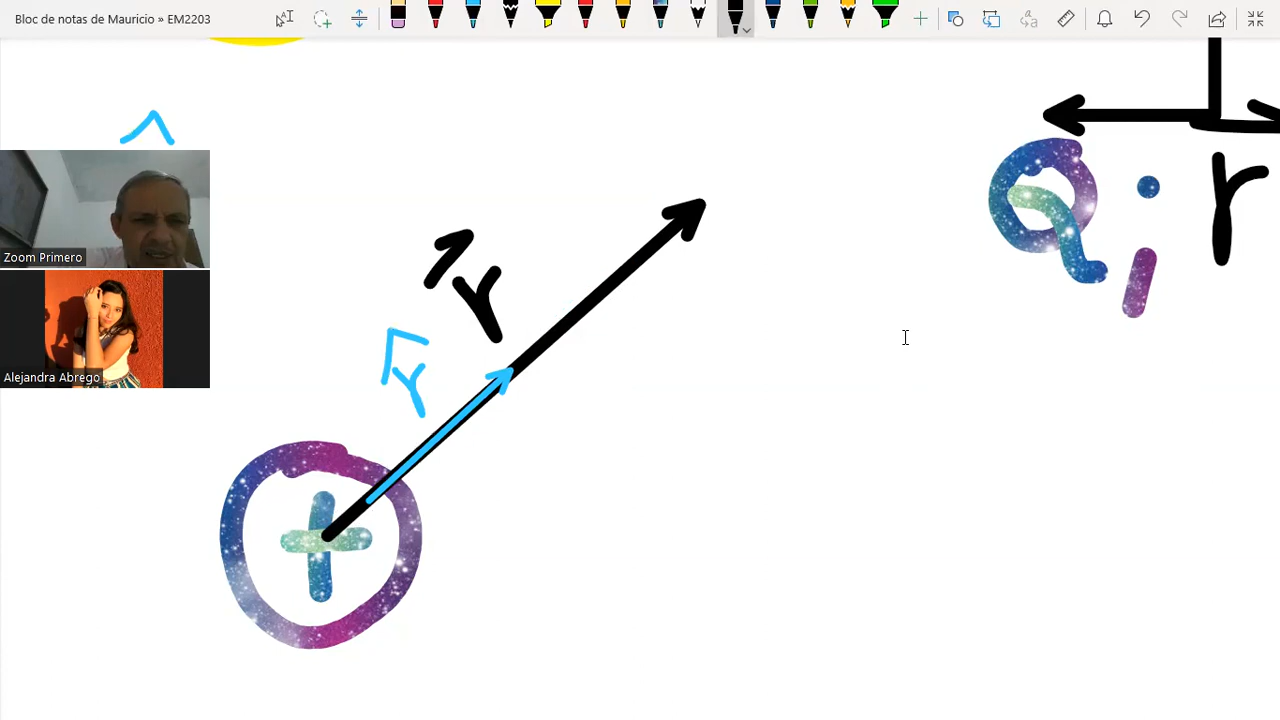 Bloc de notas de Mauricio » EM2203
Zoom Primero
Alejandra Abrego
r⃗
r̂
+
Q
i
r